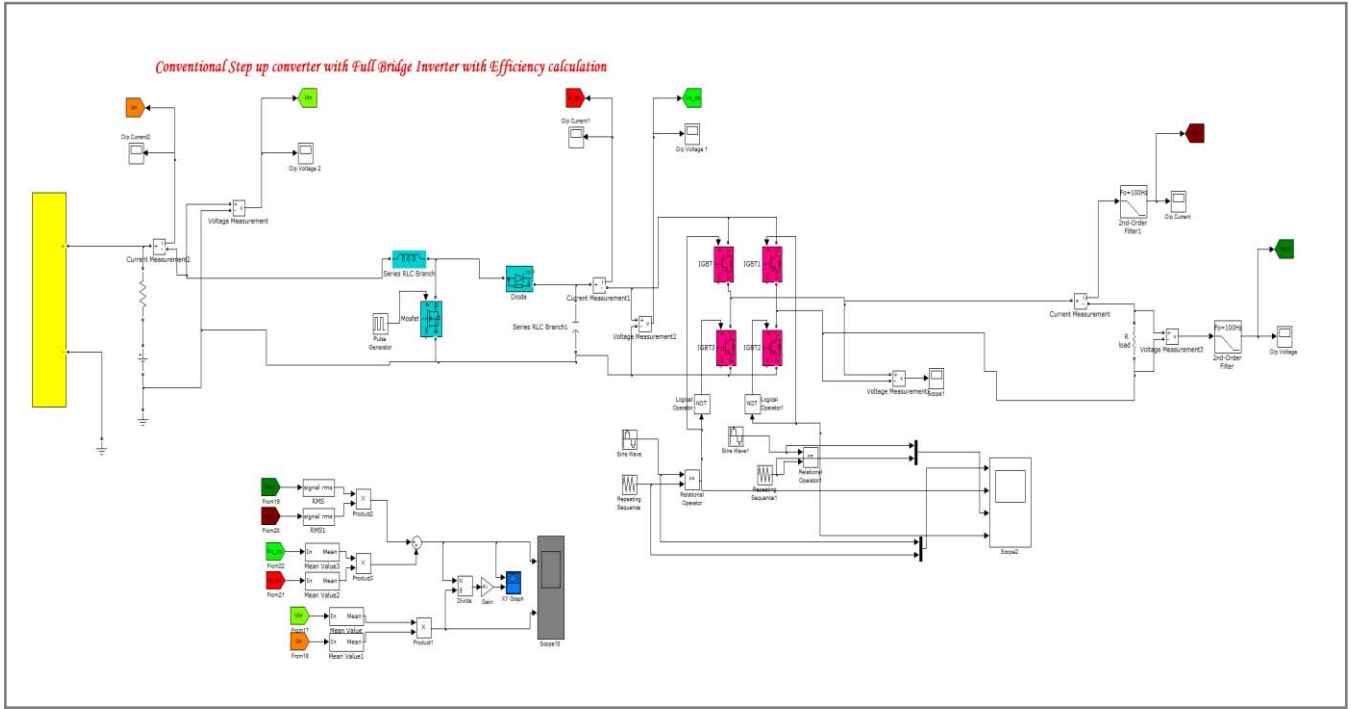 Conventional Step up converter with Full Bridge Inverter with Efficiency calculation
Iin
Vin
Vo_dc
O/p Current2
O/p Voltage 2
O/p Current1
O/p Voltage 1
Voltage Measurement
Current Measurement2
Series RLC Branch
Diode
Current Measurement1
Mosfet
Pulse
Generator
Series RLC Branch1
Voltage Measurement2
IGBT
IGBT1
IGBT3
IGBT2
Fo=100Hz
2nd-Order
Filter1
O/p Current
Current Measurement
R
load
Voltage Measurement3
Fo=100Hz
2nd-Order
Filter
O/p Voltage
Voltage Measurement
Scope1
NOT
Logical
Operator
NOT
Logical
Operator1
Sine Wave
Sine Wave1
Repeating
Sequence
Relational
Operator
Repeating
Sequence1
Relational
Operator1
Scope2
From19
signal rms
RMS
From20
signal rms
RMS1
X
Product2
Vo_dc
From22
In Mean
Mean Value3
From21
In Mean
Mean Value2
X
Product3
Vin
From17
In Mean
Mean Value
Iin
From18
In Mean
Mean Value1
X
Product1
Divide
Gain
XY Graph